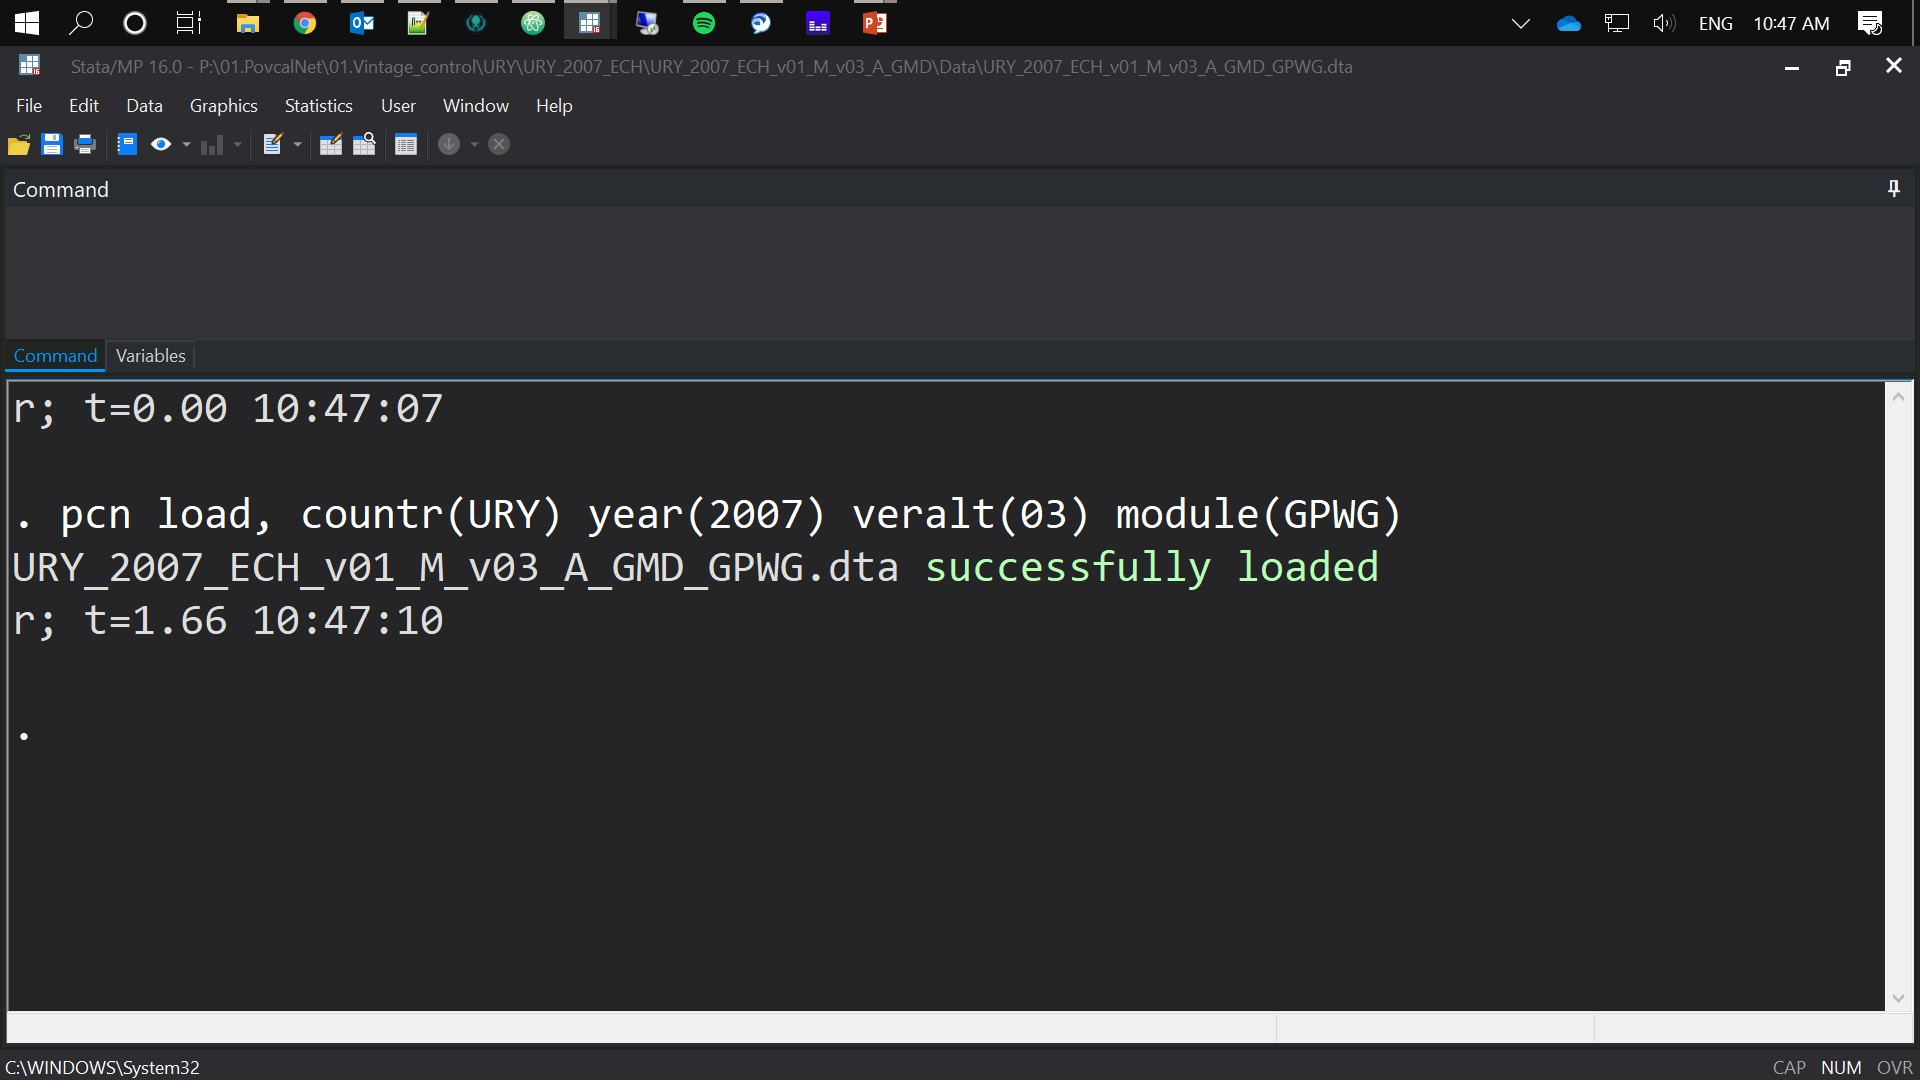 ENG 10:47 AM
Stata/MP 16.0 - P:\01.PovcalNet\01.Vintage_control\URY\URY_2007_ECH\URY_2007_ECH_v01_M_v03_A_GMD\Data\URY_2007_ECH_v01_M_v03_A_GMD_GPWG.dta
File Edit Data Graphics Statistics User Window Help
Command
Command Variables
r; t=0.00 10:47:07
. pcn load, countr(URY) year(2007) veralt(03) module(GPWG)
URY_2007_ECH_v01_M_v03_A_GMD_GPWG.dta successfully loaded
r; t=1.66 10:47:10
.
C:\WINDOWS\System32 CAP NUM OVR